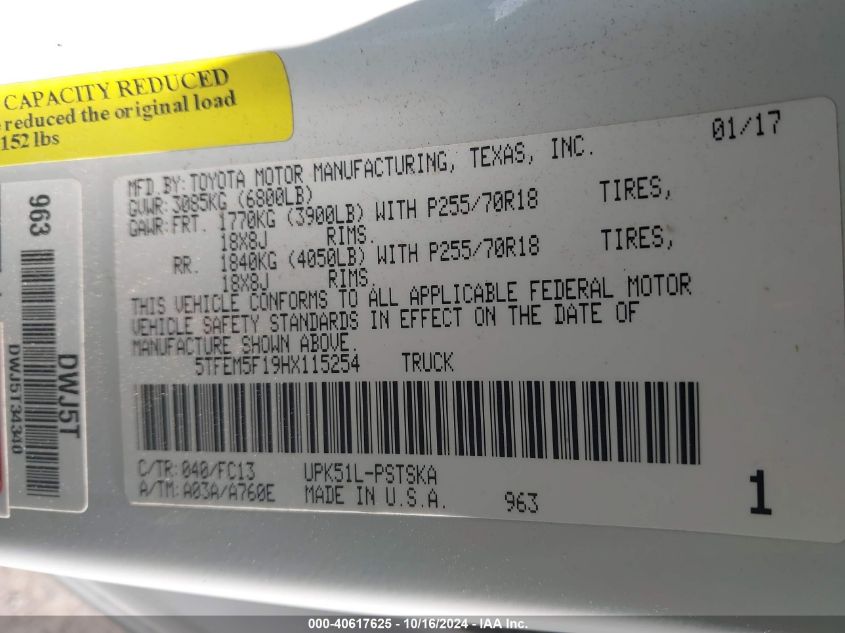 CAPACITY REDUCED
reduced the original load
152 lbs
963
DWJ5T
DWJ5T34340
01/17
MFD.BY:TOYOTA MOTOR MANUFACTURING, TEXAS, INC.
GVWR:3085KG (6800LB)
GAWR:FRT. 1770KG (3900LB) WITH P255/70R18 TIRES,
18X8J RIMS.
RR. 1840KG (4050LB) WITH P255/70R18 TIRES,
18X8J RIMS.
THIS VEHICLE CONFORMS TO ALL APPLICABLE FEDERAL MOTOR
VEHICLE SAFETY STANDARDS IN EFFECT ON THE DATE OF
MANUFACTURE SHOWN ABOVE.
5TFEM5F19HX115254 TRUCK
C/TR:040/FC13 UPK51L-PSTSKA
A/TM:A03A/A760E MADE IN U.S.A. 963
1
000-40617625 - 10/16/2024 - IAA Inc.